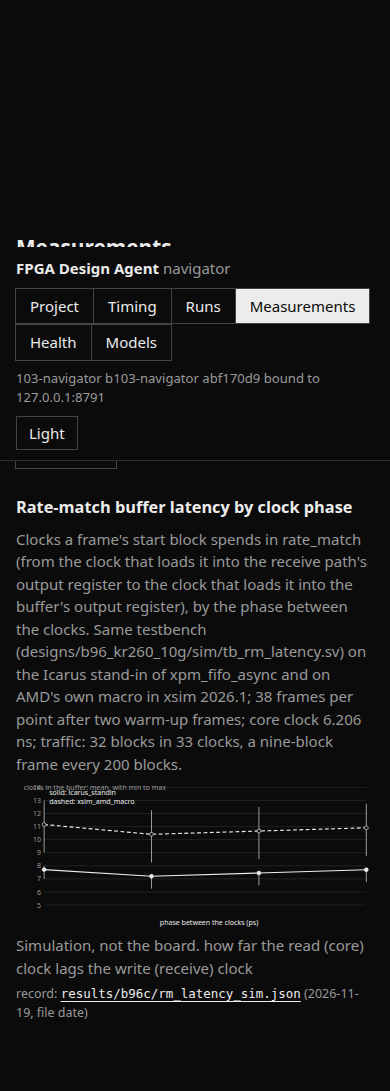 Measurements
FPGA Design Agent navigator
Project Timing Runs Measurements
Health Models
103-navigator b103-navigator abf170d9 bound to
127.0.0.1:8791
Light
Rate-match buffer latency by clock phase
Clocks a frame's start block spends in rate_match
(from the clock that loads it into the receive path's
output register to the clock that loads it into the
buffer's output register), by the phase between
the clocks. Same testbench
(designs/b96_kr260_10g/sim/tb_rm_latency.sv) on
the Icarus stand-in of xpm_fifo_async and on
AMD's own macro in xsim 2026.1; 38 frames per
point after two warm-up frames; core clock 6.206
ns; traffic: 32 blocks in 33 clocks, a nine-block
frame every 200 blocks.
clocks in the buffer: mean, with min to max
14
solid: icarus_standin
13
dashed: xsim_amd_macro
12
11
10
9
8
7
6
5
phase between the clocks (ps)
Simulation, not the board. how far the read (core)
clock lags the write (receive) clock
record: results/b96c/rm_latency_sim.json (2026-11-
19, file date)